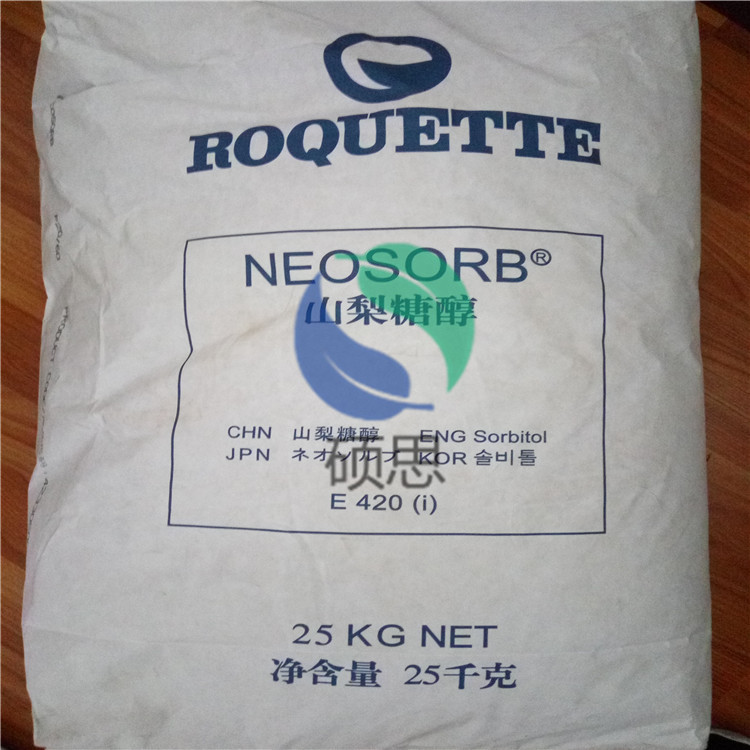 ROQUETTE
NEOSORB®
山梨糖醇
CHN 山梨糖醇 ENG Sorbitol
JPN ネオソルブ KOR 솔비톨
硕思
E 420 (i)
25 KG NET
净含量 25千克